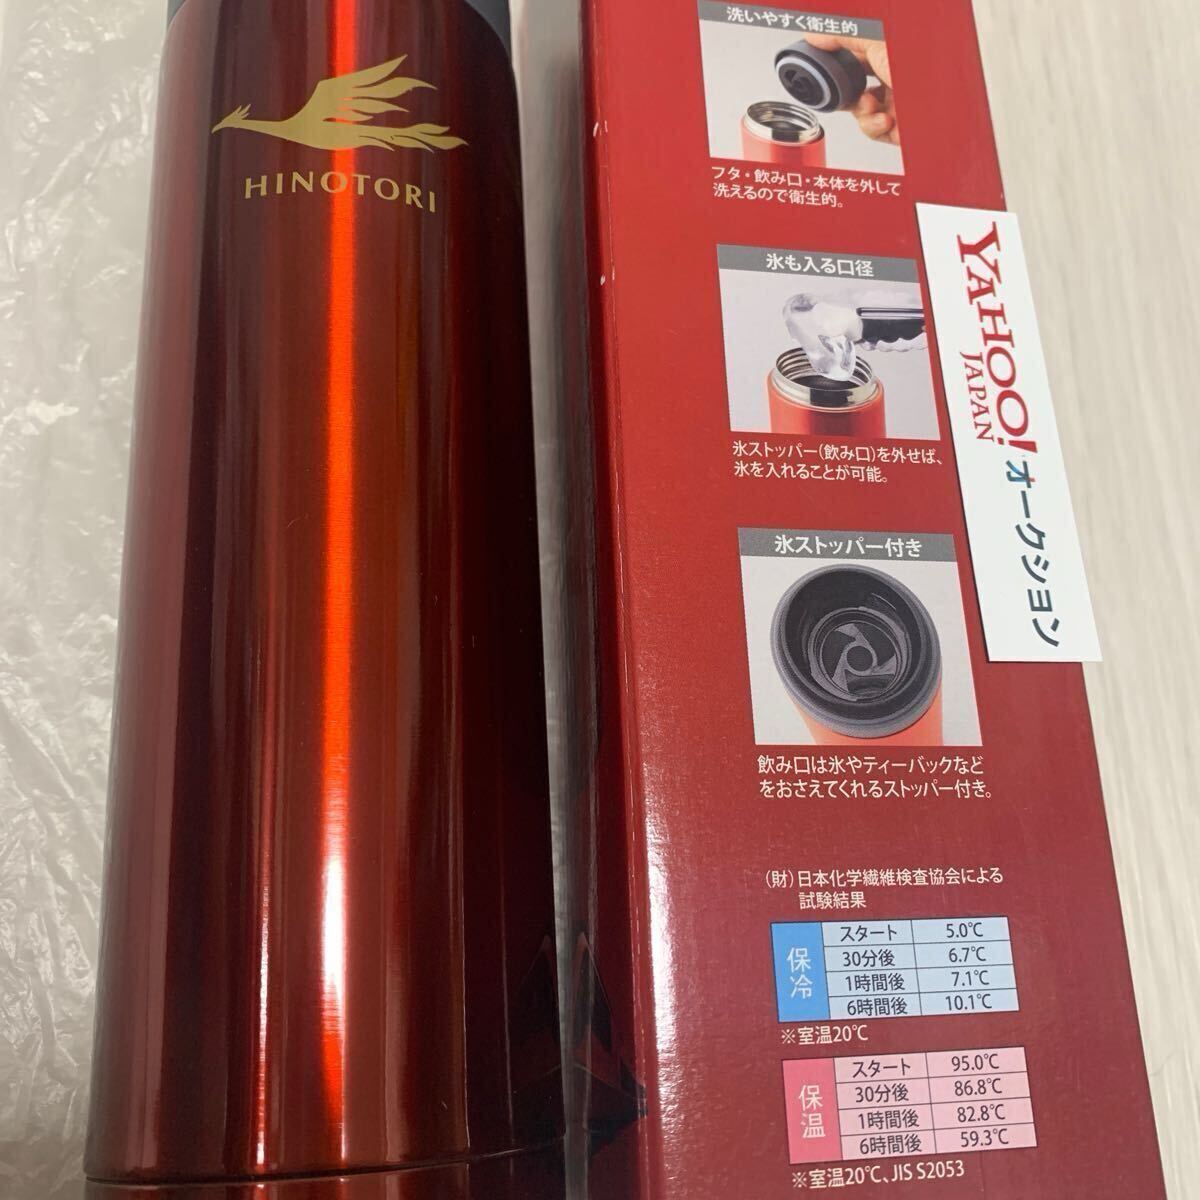 HINOTORI
洗いやすく衛生的
フタ・飲み口・本体を外して
洗えるので衛生的。
氷も入る口径
氷ストッパー(飲み口)を外せば、
氷を入れることが可能。
氷ストッパー付き
飲み口は氷やティーバックなど
をおさえてくれるストッパー付き。
(財)日本化学繊維検査協会による
試験結果
保冷
スタート 5.0℃
30分後 6.7℃
1時間後 7.1℃
6時間後 10.1℃
※室温20℃
保温
スタート 95.0℃
30分後 86.8℃
1時間後 82.8℃
6時間後 59.3℃
※室温20℃、JIS S2053
YAHOO!
JAPAN
オークション